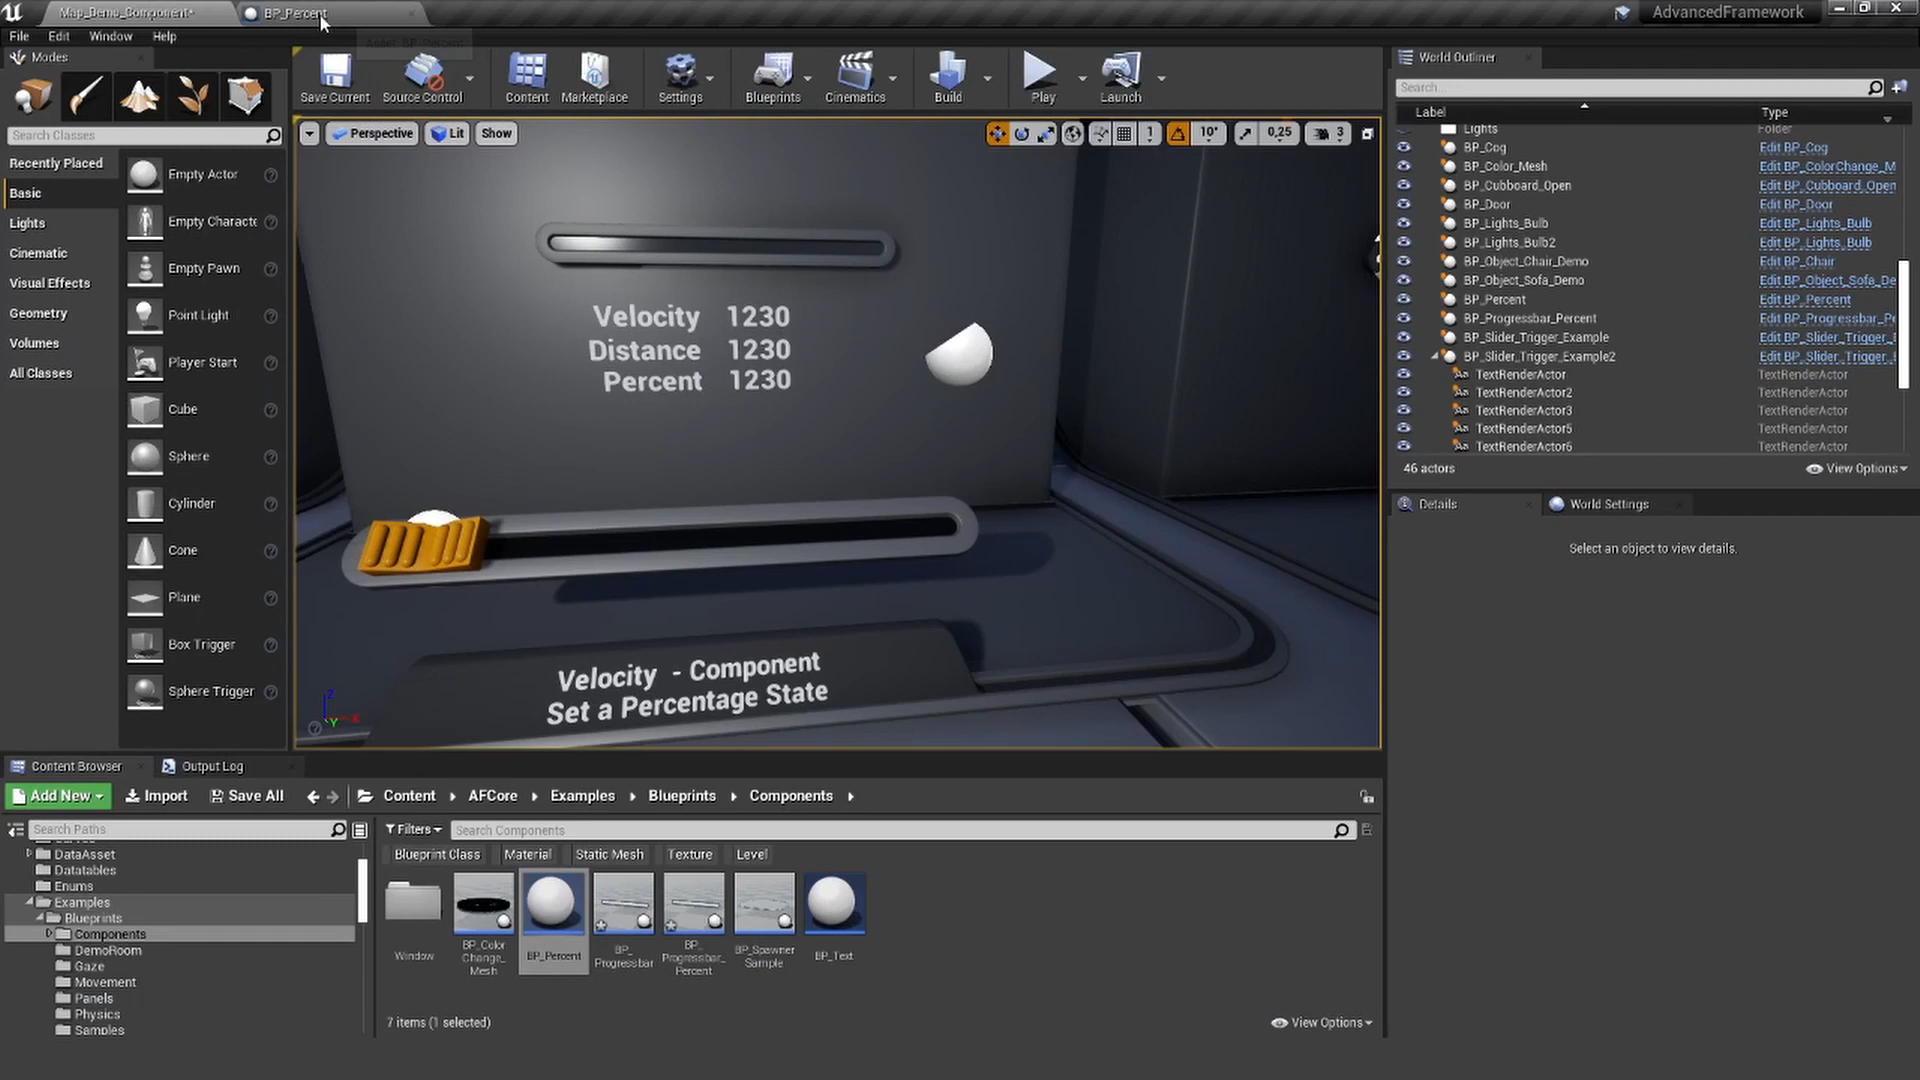 Map_Demo_Component*
BP_Percent
AdvancedFramework
File Edit Window Help
Modes
Search Classes
Recently Placed
Basic
Lights
Cinematic
Visual Effects
Geometry
Volumes
All Classes
Empty Actor
Empty Characte
Empty Pawn
Point Light
Player Start
Cube
Sphere
Cylinder
Cone
Plane
Box Trigger
Sphere Trigger
Save Current
Source Control
Content
Marketplace
Settings
Blueprints
Cinematics
Build
Play
Launch
Perspective
Lit
Show
1
10°
0,25
3
Velocity 1230
Distance 1230
Percent 1230
Velocity - Component
Set a Percentage State
Z
Y
X
World Outliner
Search...
Label Type
Lights Folder
BP_Cog Edit BP_Cog
BP_Color_Mesh Edit BP_ColorChange_M
BP_Cubboard_Open Edit BP_Cubboard_Open
BP_Door Edit BP_Door
BP_Lights_Bulb Edit BP_Lights_Bulb
BP_Lights_Bulb2 Edit BP_Lights_Bulb
BP_Object_Chair_Demo Edit BP_Chair
BP_Object_Sofa_Demo Edit BP_Object_Sofa_De
BP_Percent Edit BP_Percent
BP_Progressbar_Percent Edit BP_Progressbar_Pe
BP_Slider_Trigger_Example Edit BP_Slider_Trigger_
BP_Slider_Trigger_Example2 Edit BP_Slider_Trigger_
TextRenderActor TextRenderActor
TextRenderActor2 TextRenderActor
TextRenderActor3 TextRenderActor
TextRenderActor5 TextRenderActor
TextRenderActor6 TextRenderActor
46 actors
View Options
Details
World Settings
Select an object to view details.
Content Browser
Output Log
Add New
Import
Save All
Content
AFCore
Examples
Blueprints
Components
Search Paths
DataAsset
Datatables
Enums
Examples
Blueprints
Components
DemoRoom
Gaze
Movement
Panels
Physics
Samples
Filters
Search Components
Blueprint Class
Material
Static Mesh
Texture
Level
Window
BP_Color
Change_
Mesh
BP_Percent
BP_
Progressbar
BP_
Progressbar_
Percent
BP_Spawner
Sample
BP_Text
7 items (1 selected)
View Options